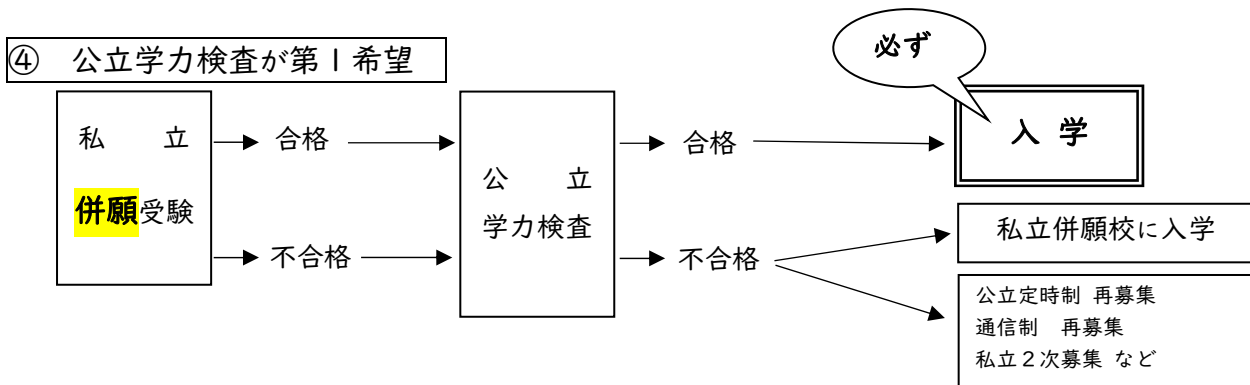 ④ 公立学力検査が第１希望
必ず
私 立
併願受験
合格
不合格
公 立
学力検査
合格
不合格
入 学
私立併願校に入学
公立定時制 再募集
通信制 再募集
私立２次募集 など